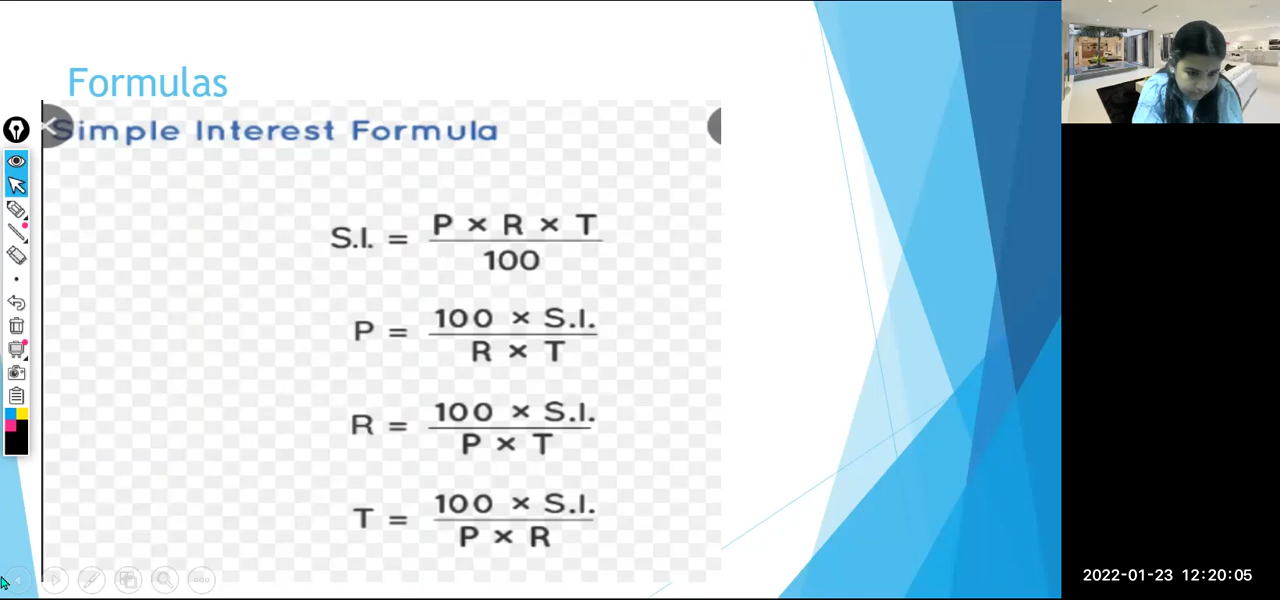 Formulas
Simple Interest Formula
S.I. = P × R × T
100
P = 100 × S.I.
R × T
R = 100 × S.I.
P × T
T = 100 × S.I.
P × R
2022-01-23 12:20:05